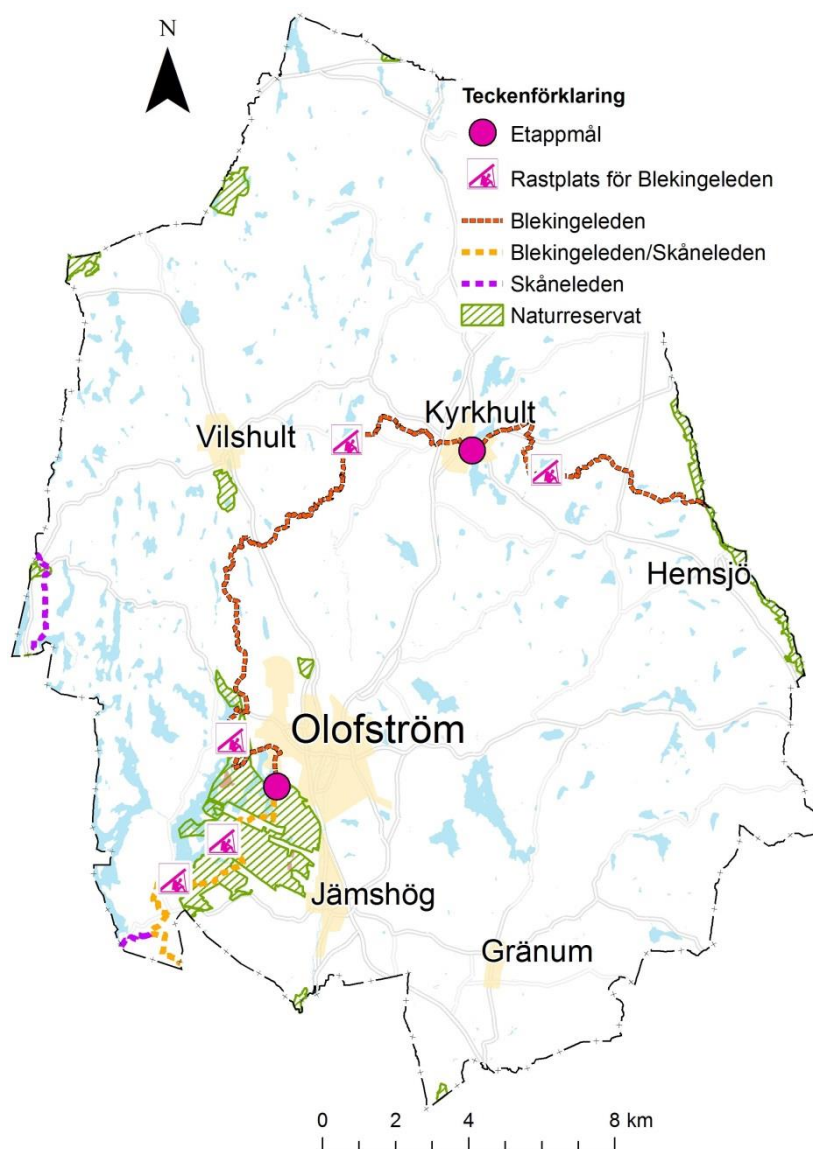 N
Teckenförklaring
Etappmål
Rastplats för Blekingeleden
Blekingeleden
Blekingeleden/Skåneleden
Skåneleden
Naturreservat
Kyrkhult
Vilshult
Hemsjö
Olofström
Jämshög
Gränum
0 2 4 8 km